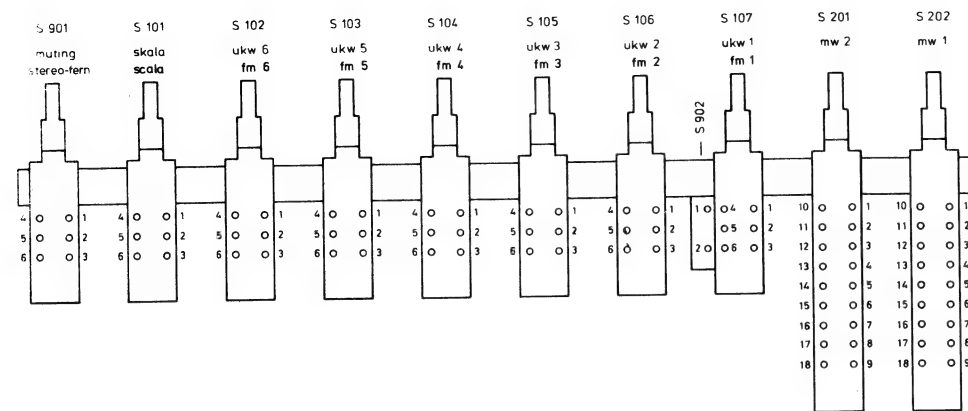 S 901 S 101 S 102 S 103 S 104 S 105 S 106 S 107 S 201 S 202
muting skala ukw 6 ukw 5 ukw 4 ukw 3 ukw 2 ukw 1 mw 2 mw 1
stereo-fern scala fm 6 fm 5 fm 4 fm 3 fm 2 fm 1
S 902
4 1 4 1 4 1 4 1 4 1 4 1 4 1 1 4 1 10 1 10 1
5 2 5 2 5 2 5 2 5 2 5 2 5 2 5 2 11 2 11 2
6 3 6 3 6 3 6 3 6 3 6 3 6 3 2 6 3 12 3 12 3
13 4 13 4
14 5 14 5
15 6 15 6
16 7 16 7
17 8 17 8
18 9 18 9